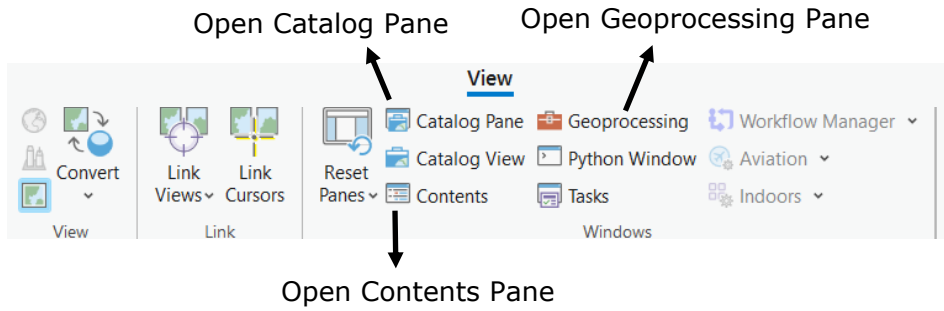 Open Catalog Pane
Open Geoprocessing Pane
View
Catalog Pane
Geoprocessing
Workflow Manager
Convert
Link Views
Link Cursors
Reset Panes
Catalog View
Python Window
Aviation
Contents
Tasks
Indoors
View
Link
Windows
Open Contents Pane